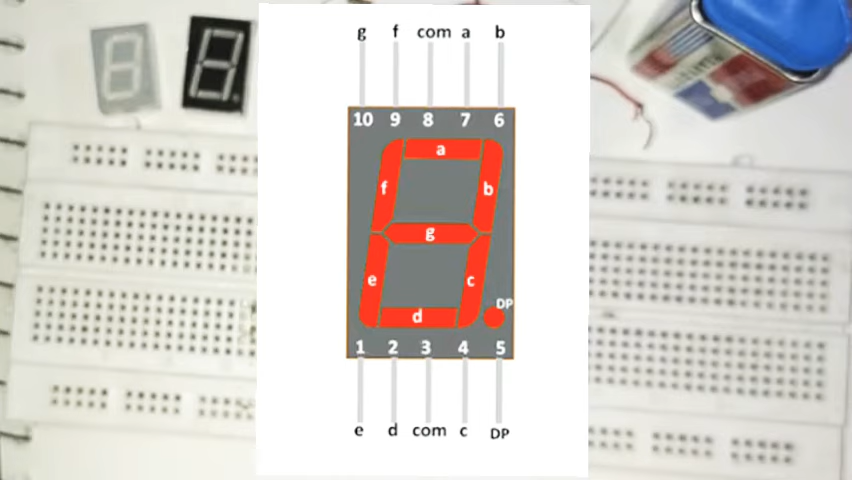 g f com a b
10 9 8 7 6
a
f b
g
e c
DP
d
1 2 3 4 5
e d com c DP